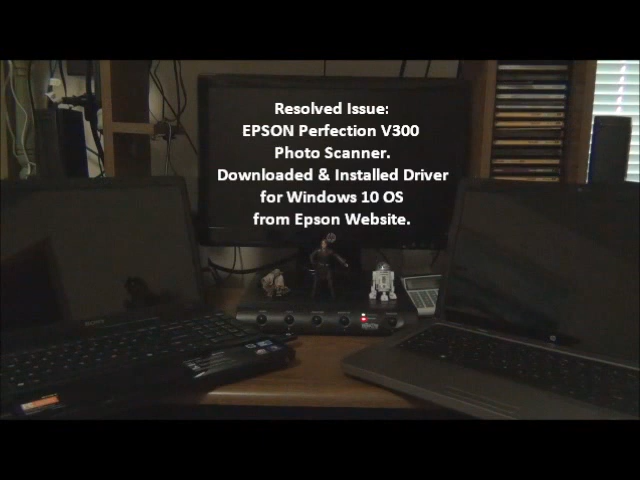 Resolved Issue:
EPSON Perfection V300
Photo Scanner.
Downloaded & Installed Driver
for Windows 10 OS
from Epson Website.